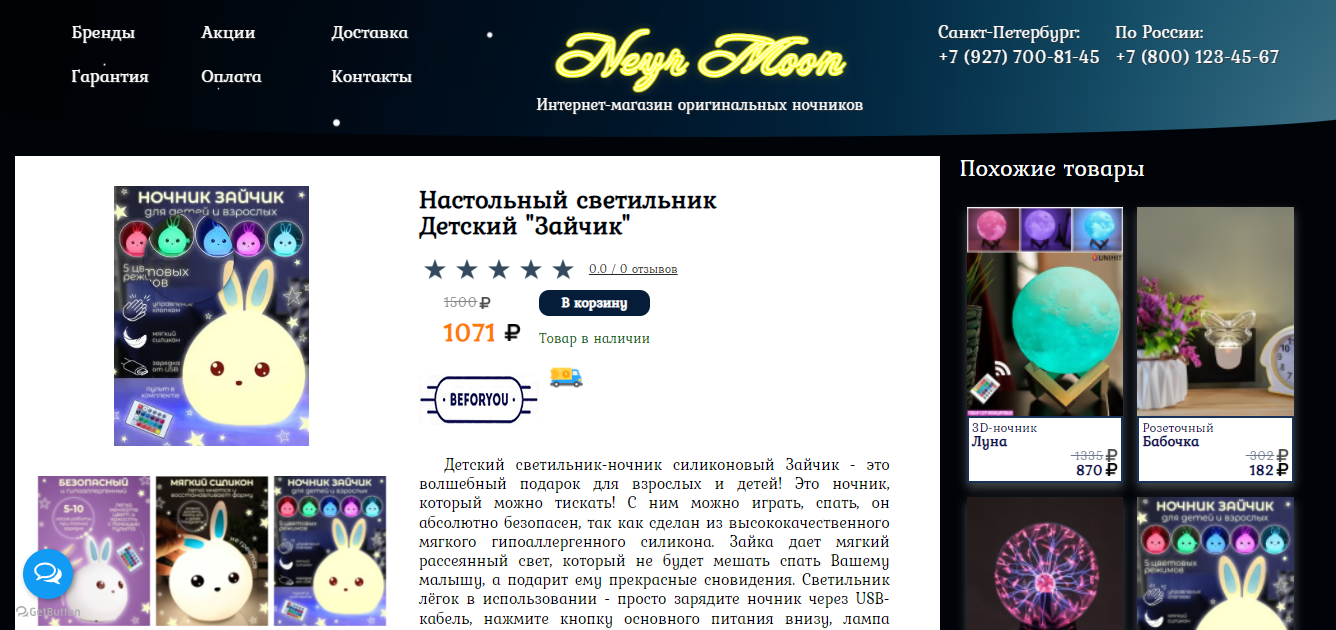 Бренды Акции Доставка
Гарантия Оплата Контакты
Neyr Moon
Интернет-магазин оригинальных ночников
Санкт-Петербург:
+7 (927) 700-81-45
По России:
+7 (800) 123-45-67
НОЧНИК ЗАЙЧИК
для детей и взрослых
управление
хлопком
мягкий
силикон
зарядка
от USB
пульт в
комплекте
БЕЗОПАСНЫЙ
и гипоаллергенный
5-10
МЯГКИЙ СИЛИКОН
легко мнется и
восстанавливает форму
НОЧНИК ЗАЙЧИК
для детей и взрослых
GetButton
Настольный светильник
Детский "Зайчик"
0.0 / 0 отзывов
1500 ₽
В корзину
1071 ₽
Товар в наличии
· BEFORYOU ·
Детский светильник-ночник силиконовый Зайчик - это
волшебный подарок для взрослых и детей! Это ночник,
который можно тискать! С ним можно играть, спать, он
абсолютно безопасен, так как сделан из высококачественного
мягкого гипоаллергенного силикона. Зайка дает мягкий
рассеянный свет, который не будет мешать спать Вашему
малышу, а подарит ему прекрасные сновидения. Светильник
лёгок в использовании - просто зарядите ночник через USB-
кабель, нажмите кнопку основного питания внизу, лампа
Похожие товары
UNIHIT
3D-ночник
Луна
1335 ₽
870 ₽
Розеточный
Бабочка
302 ₽
182 ₽
НОЧНИК ЗАЙЧИК
для детей и взрослых
5 цветовых
режимов